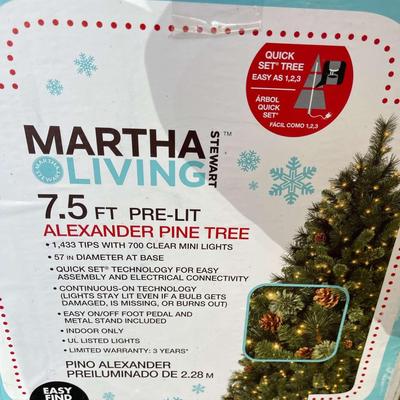 QUICK
SET® TREE
EASY AS 1,2,3
ÁRBOL
QUICK
SET®
FÁCIL COMO 1,2,3
MARTHA
STEWART™
LIVING
MARTHA
STEWART
7.5 FT PRE-LIT
ALEXANDER PINE TREE
• 1,433 TIPS WITH 700 CLEAR MINI LIGHTS
• 57 IN DIAMETER AT BASE
• QUICK SET® TECHNOLOGY FOR EASY
ASSEMBLY AND ELECTRICAL CONNECTIVITY
• CONTINUOUS-ON TECHNOLOGY
(LIGHTS STAY LIT EVEN IF A BULB GETS
DAMAGED, IS MISSING, OR BURNS OUT)
• EASY ON/OFF FOOT PEDAL AND
METAL STAND INCLUDED
• INDOOR ONLY
• UL LISTED LIGHTS
• LIMITED WARRANTY: 3 YEARS*
PINO ALEXANDER
PREILUMINADO DE 2.28 M
EASY
FIND